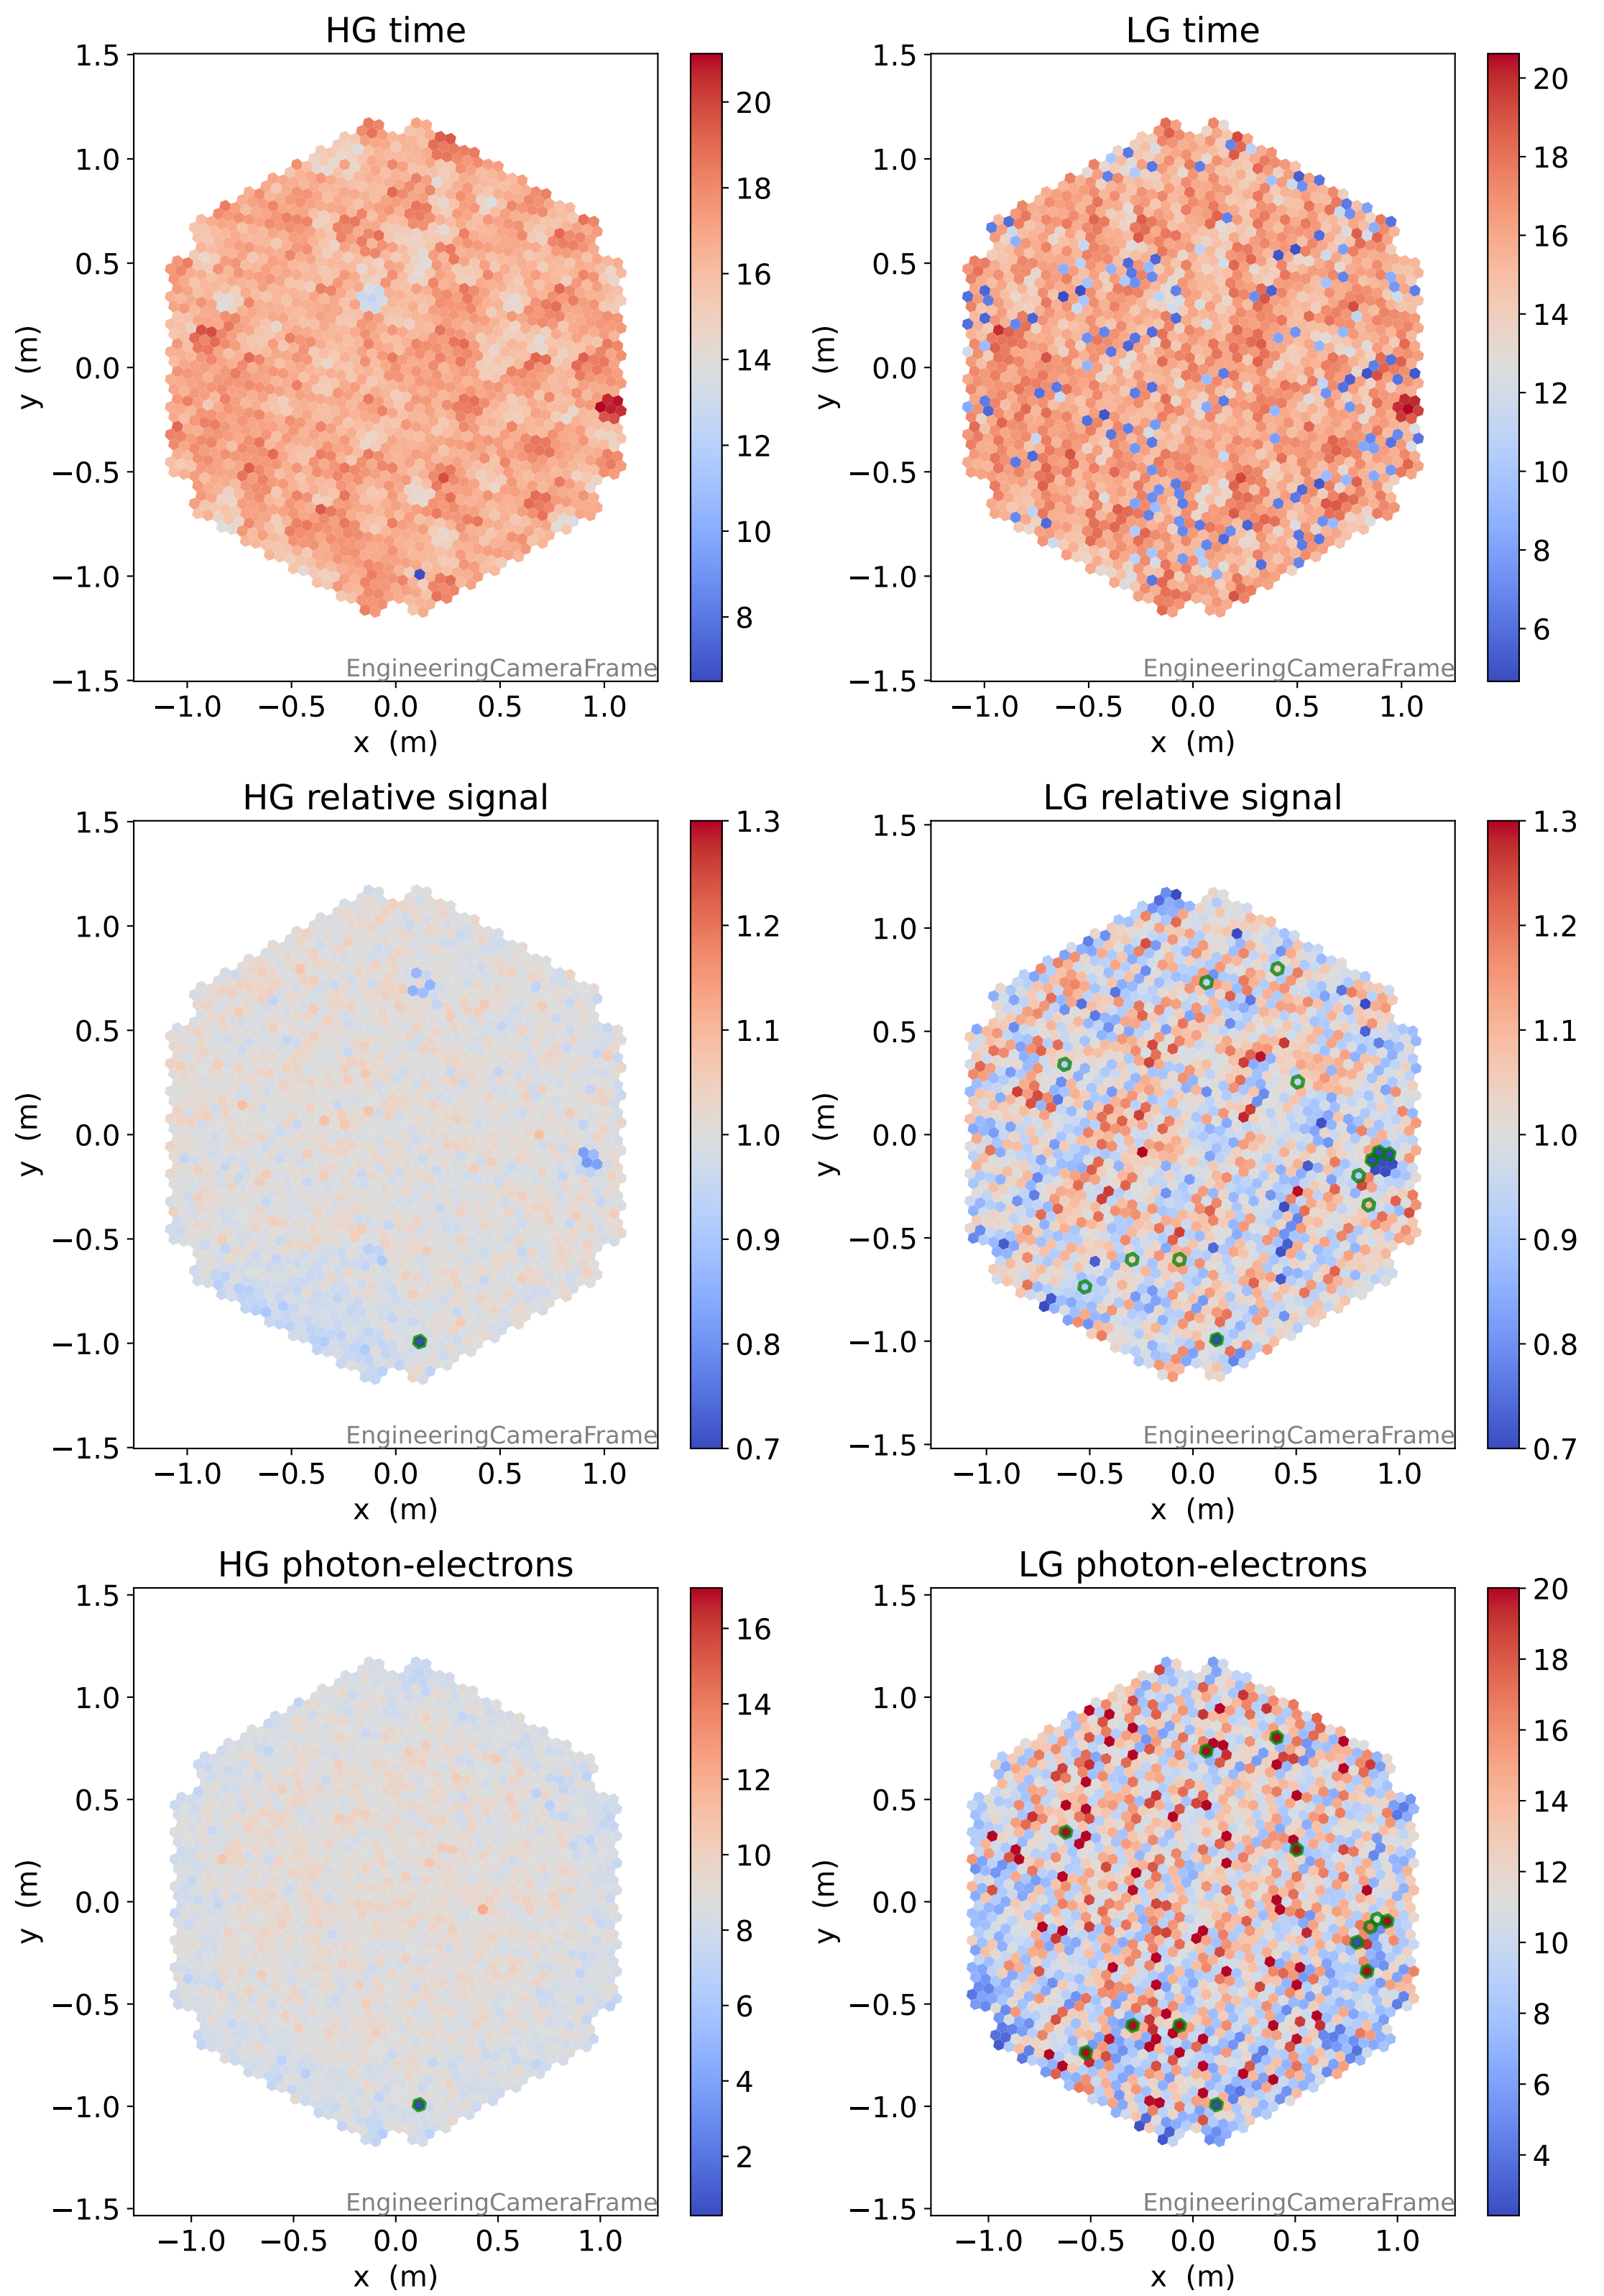 HG time
1.5
1.0
0.5
0.0
−0.5
−1.0
−1.5
y (m)
−1.0 −0.5 0.0 0.5 1.0
x (m)
EngineeringCameraFrame
20
18
16
14
12
10
8
LG time
1.5
1.0
0.5
0.0
−0.5
−1.0
−1.5
y (m)
−1.0 −0.5 0.0 0.5 1.0
x (m)
EngineeringCameraFrame
20
18
16
14
12
10
8
6
HG relative signal
1.5
1.0
0.5
0.0
−0.5
−1.0
−1.5
y (m)
−1.0 −0.5 0.0 0.5 1.0
x (m)
EngineeringCameraFrame
1.3
1.2
1.1
1.0
0.9
0.8
0.7
LG relative signal
1.5
1.0
0.5
0.0
−0.5
−1.0
−1.5
y (m)
−1.0 −0.5 0.0 0.5 1.0
x (m)
EngineeringCameraFrame
1.3
1.2
1.1
1.0
0.9
0.8
0.7
HG photon-electrons
1.5
1.0
0.5
0.0
−0.5
−1.0
−1.5
y (m)
−1.0 −0.5 0.0 0.5 1.0
x (m)
EngineeringCameraFrame
16
14
12
10
8
6
4
2
LG photon-electrons
1.5
1.0
0.5
0.0
−0.5
−1.0
−1.5
y (m)
−1.0 −0.5 0.0 0.5 1.0
x (m)
EngineeringCameraFrame
20
18
16
14
12
10
8
6
4